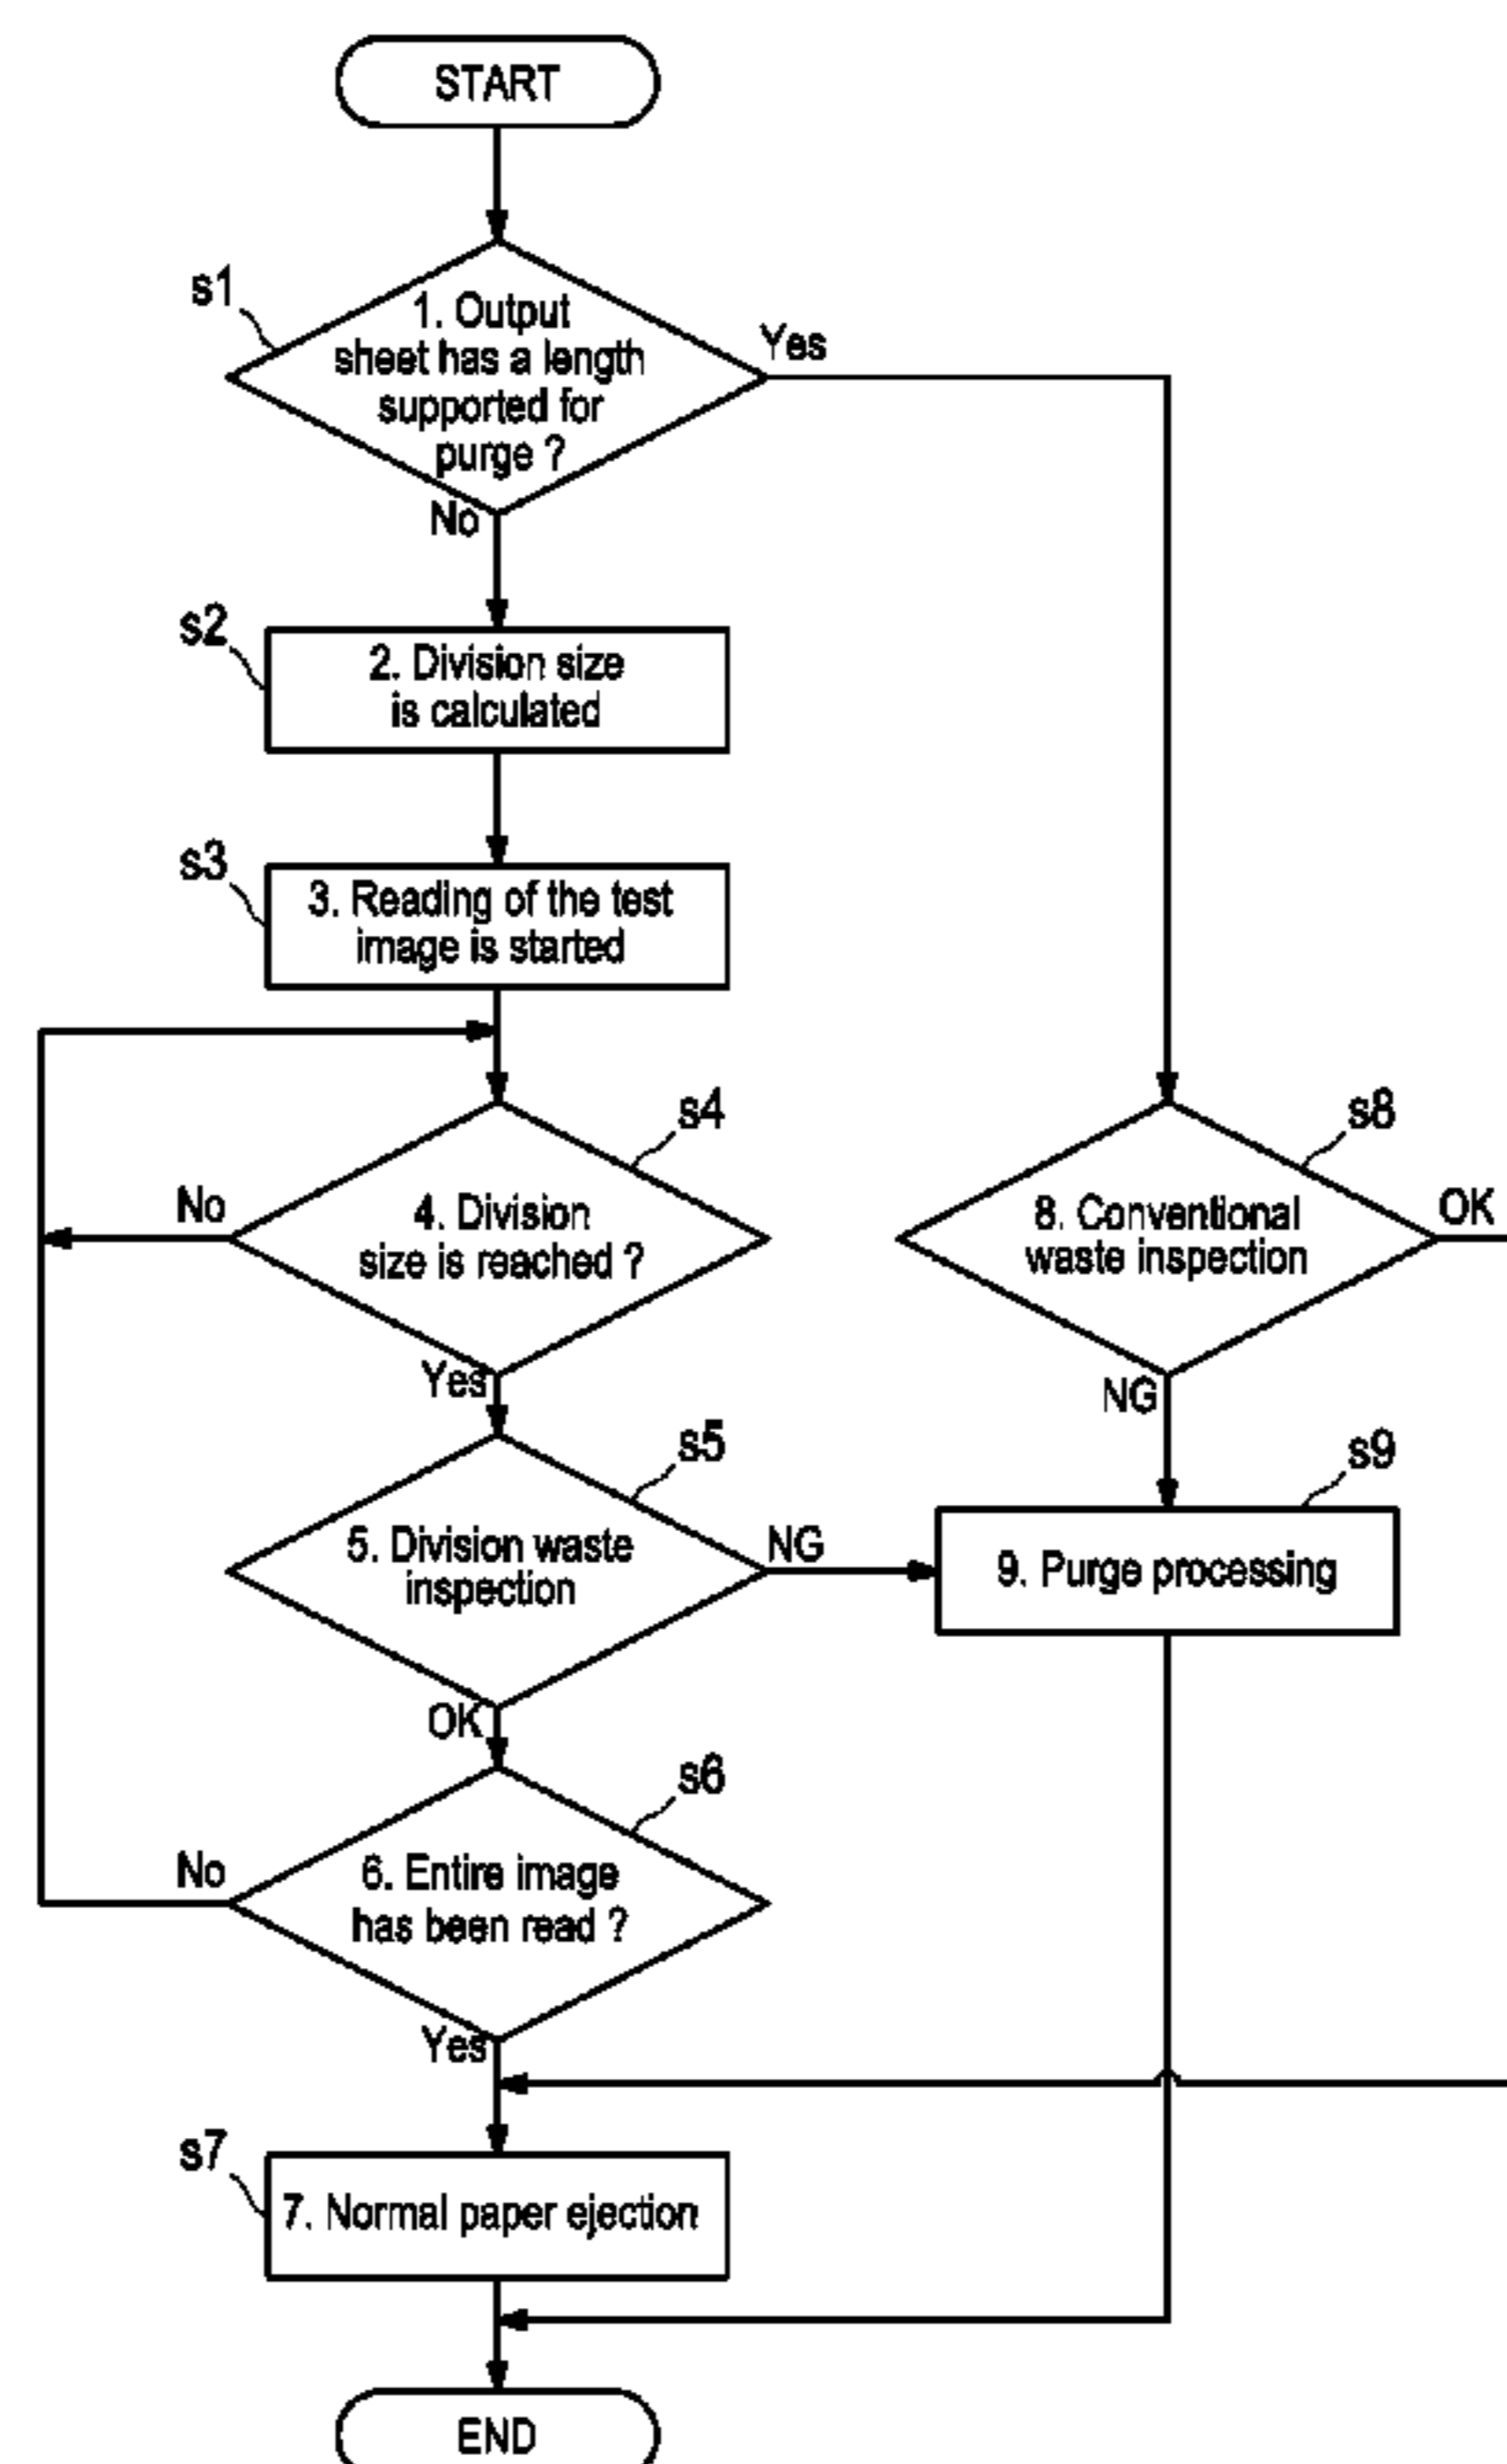 START
s1
1. Output
sheet has a length
supported for
purge ?
Yes
No
s2
2. Division size
is calculated
s3
3. Reading of the test
image is started
s4
No
4. Division
size is reached ?
Yes
s8
8. Conventional
waste inspection
OK
NG
s5
5. Division waste
inspection
NG
OK
s9
9. Purge processing
s6
No
6. Entire image
has been read ?
Yes
s7
7. Normal paper ejection
END